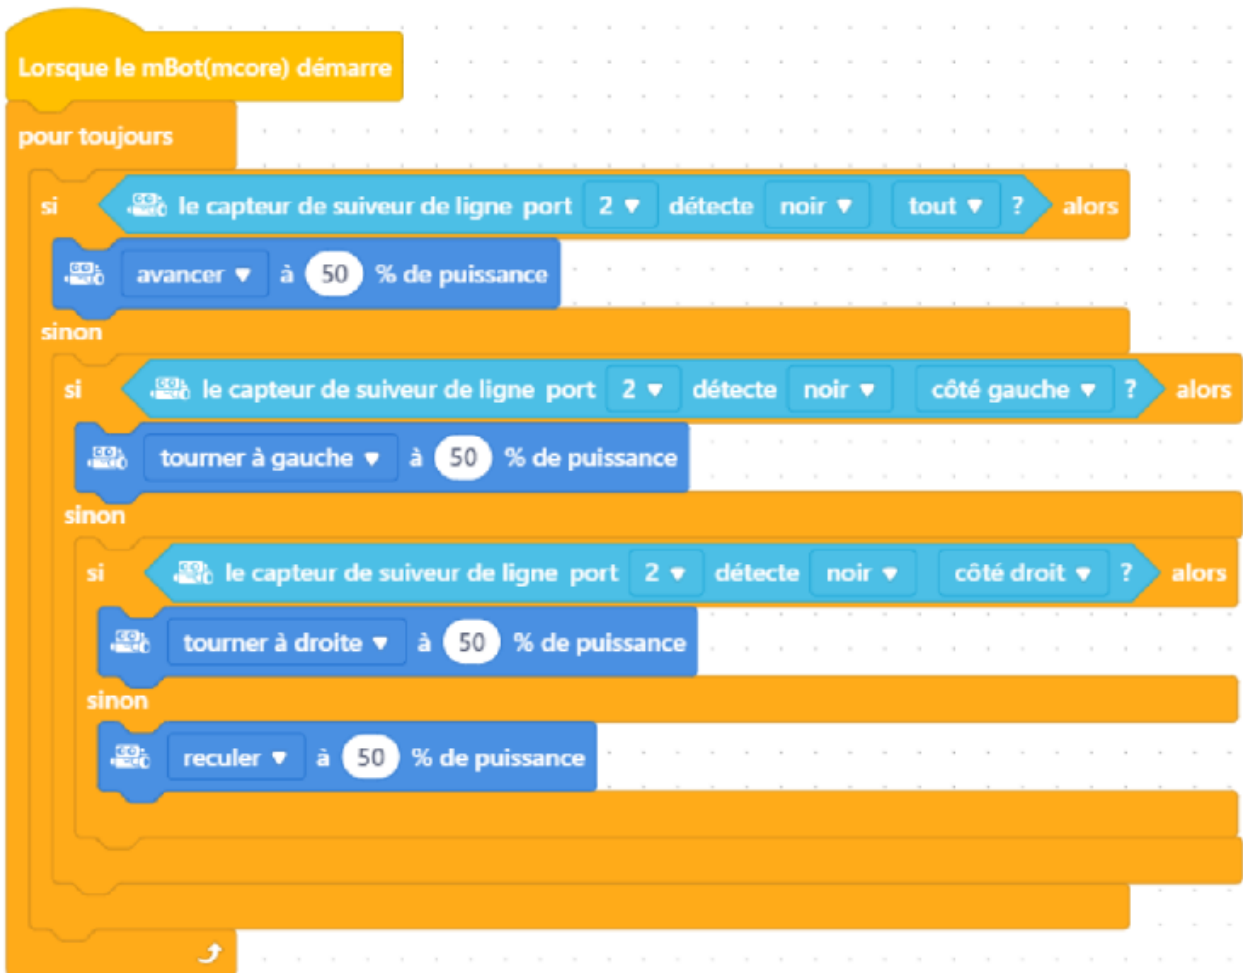 Lorsque le mBot(mcore) démarre
pour toujours
si le capteur de suiveur de ligne port 2 détecte noir tout ? alors
avancer à 50 % de puissance
sinon
si le capteur de suiveur de ligne port 2 détecte noir côté gauche ? alors
tourner à gauche à 50 % de puissance
sinon
si le capteur de suiveur de ligne port 2 détecte noir côté droit ? alors
tourner à droite à 50 % de puissance
sinon
reculer à 50 % de puissance